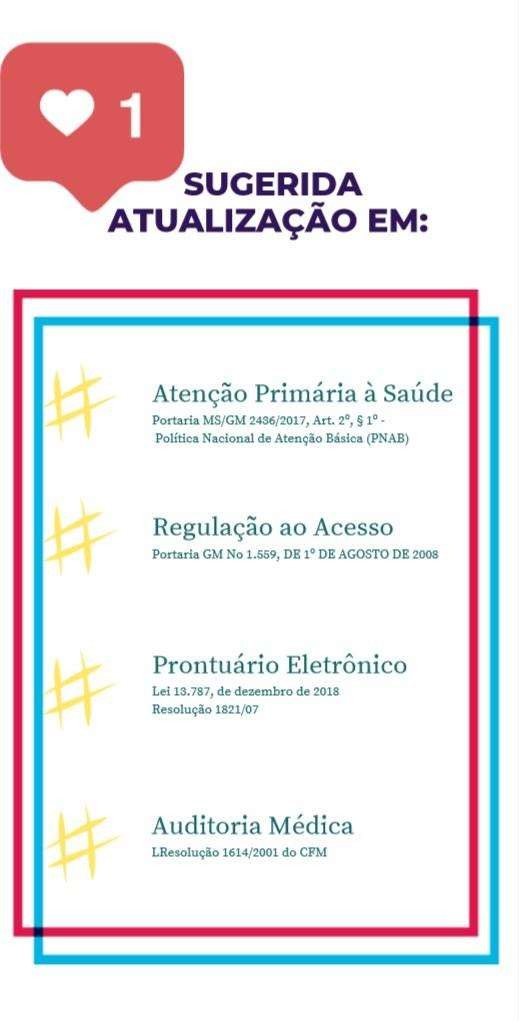 1
SUGERIDA
ATUALIZAÇÃO EM:
Atenção Primária à Saúde
Portaria MS/GM 2436/2017, Art. 2º, § 1º -
Política Nacional de Atenção Básica (PNAB)
Regulação ao Acesso
Portaria GM No 1.559, DE 1º DE AGOSTO DE 2008
Prontuário Eletrônico
Lei 13.787, de dezembro de 2018
Resolução 1821/07
Auditoria Médica
LResolução 1614/2001 do CFM